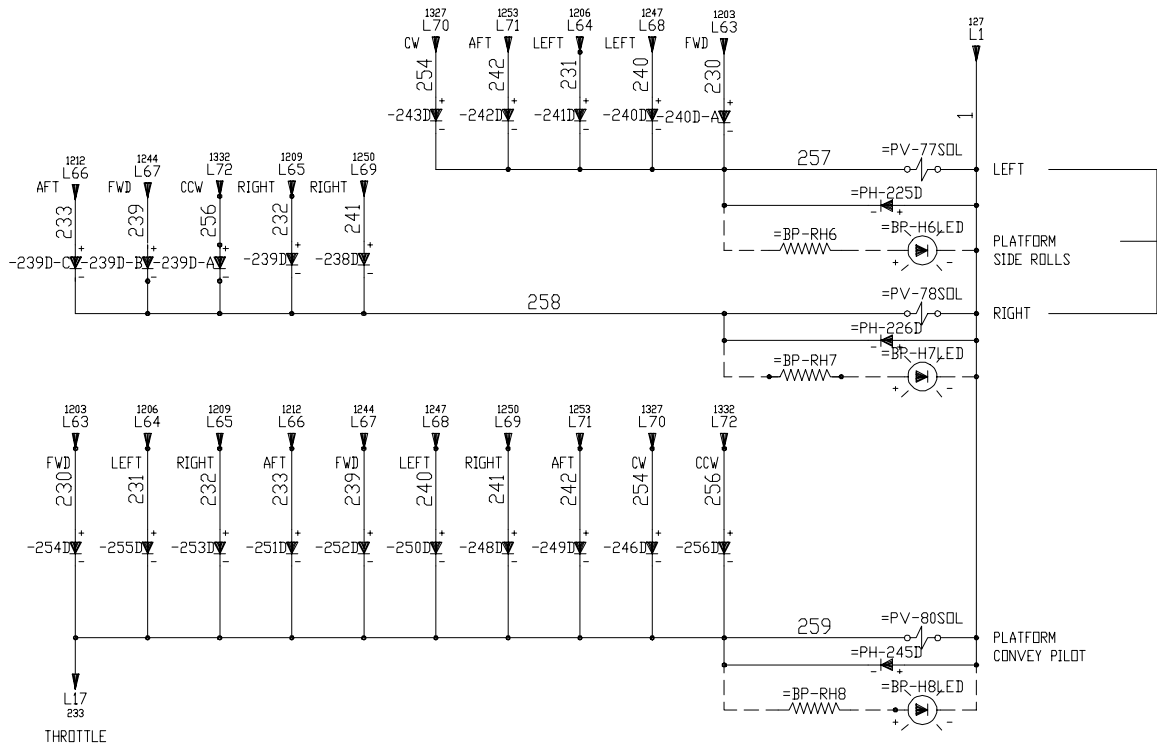 1327 1253 1206 1247 1203 127
L70 L71 L64 L68 L63 L1
CW AFT LEFT LEFT FWD
254 242 231 240 230 1
-243D -242D -241D -240D -240D-A
+ + + + +
- - - - -
257 =PV-77SOL LEFT
1212 1244 1332 1209 1250
L66 L67 L72 L65 L69
AFT FWD CCW RIGHT RIGHT
233 239 256 232 241
=PH-225D
- +
=BP-RH6 =BP-H6LED PLATFORM
SIDE ROLLS
+ -
-239D-C -239D-B -239D-A -239D -238D
+ + + + +
- - - - -
258 =PV-78SOL RIGHT
=PH-226D
- +
=BP-RH7 =BP-H7LED
+ -
1203 1206 1209 1212 1244 1247 1250 1253 1327 1332
L63 L64 L65 L66 L67 L68 L69 L71 L70 L72
FWD LEFT RIGHT AFT FWD LEFT RIGHT AFT CW CCW
230 231 232 233 239 240 241 242 254 256
+ + + + + + + + + +
-254D -255D -253D -251D -252D -250D -248D -249D -246D -256D
- - - - - - - - - -
259 =PV-80SOL PLATFORM
CONVEY PILOT
=PH-245D
- +
=BP-RH8 =BP-H8LED
+ -
L17
233
THROTTLE